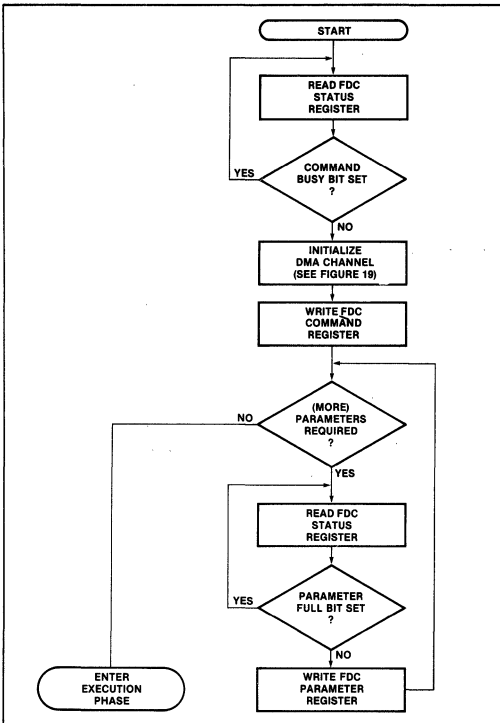 START
READ FDC
STATUS
REGISTER
COMMAND
BUSY BIT SET
?
YES
NO
INITIALIZE
DMA CHANNEL
(SEE FIGURE 19)
WRITE FDC
COMMAND
REGISTER
(MORE)
PARAMETERS
REQUIRED
?
NO
YES
READ FDC
STATUS
REGISTER
PARAMETER
FULL BIT SET
?
YES
NO
WRITE FDC
PARAMETER
REGISTER
ENTER
EXECUTION
PHASE